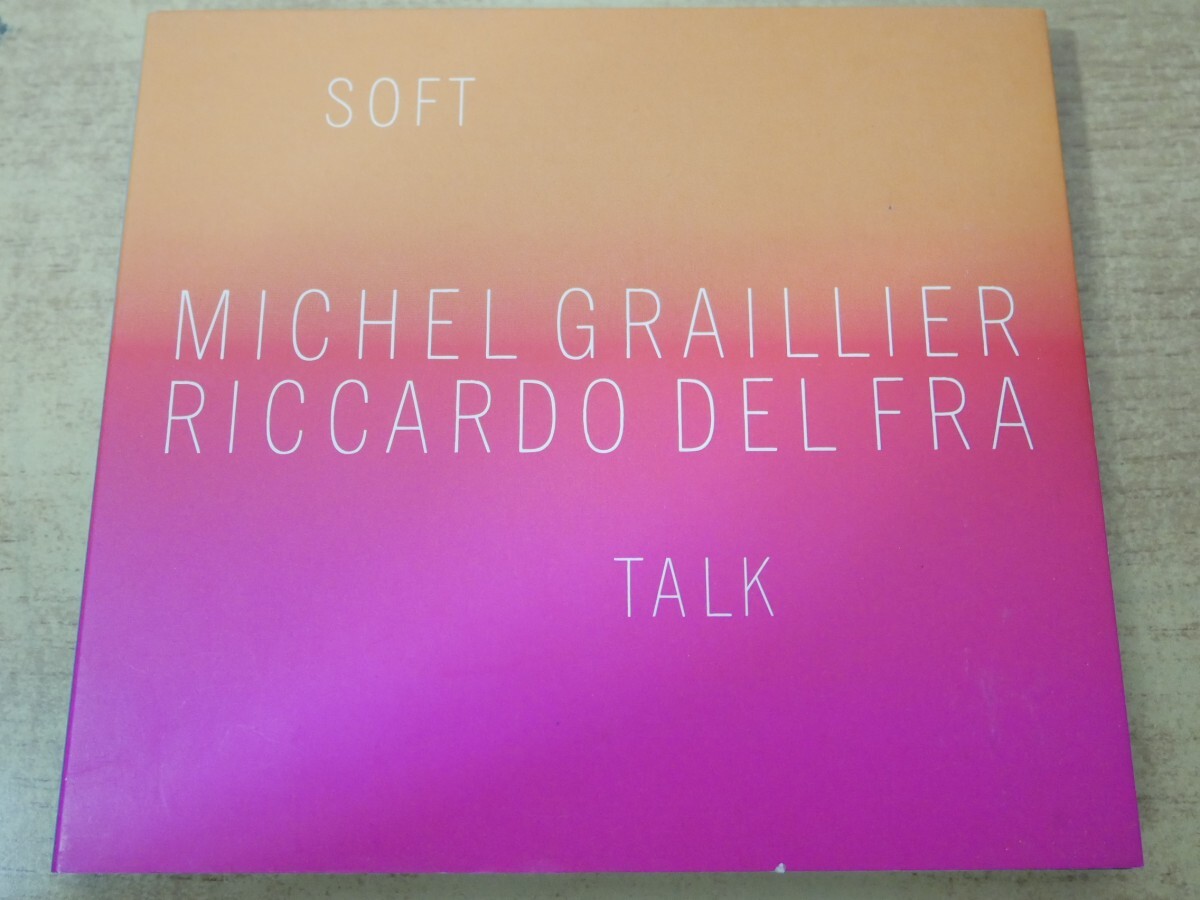 SOFT
MICHEL GRAILLIER
RICCARDO DEL FRA
TALK